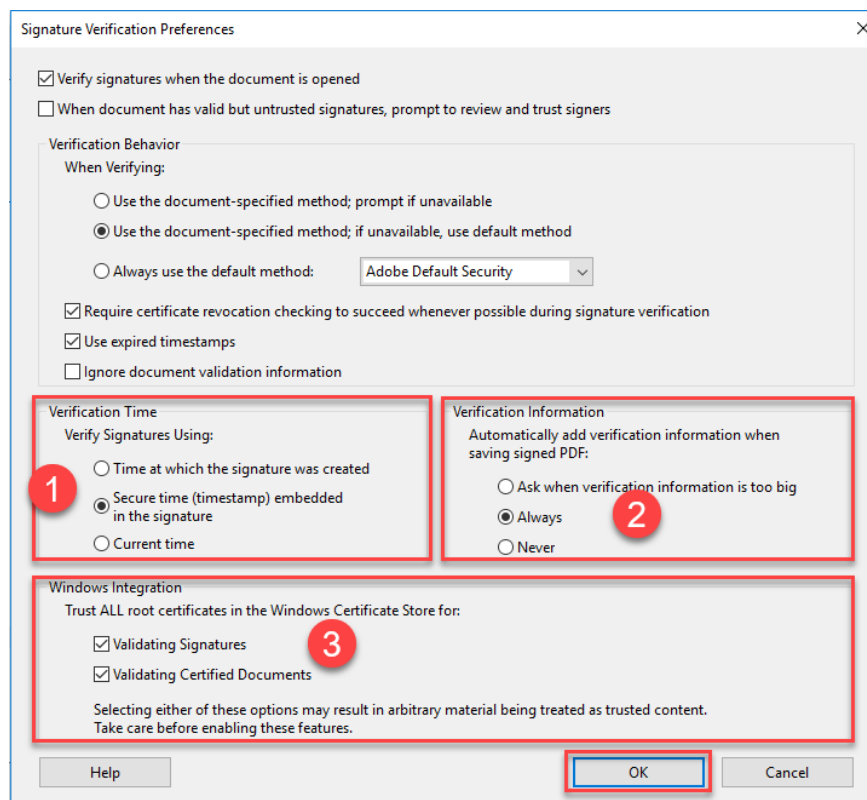 Signature Verification Preferences
Verify signatures when the document is opened
When document has valid but untrusted signatures, prompt to review and trust signers
Verification Behavior
When Verifying:
Use the document-specified method; prompt if unavailable
Use the document-specified method; if unavailable, use default method
Always use the default method: Adobe Default Security
Require certificate revocation checking to succeed whenever possible during signature verification
Use expired timestamps
Ignore document validation information
Verification Time
Verify Signatures Using:
Time at which the signature was created
1
Secure time (timestamp) embedded
in the signature
Current time
Verification Information
Automatically add verification information when
saving signed PDF:
Ask when verification information is too big
Always
2
Never
Windows Integration
Trust ALL root certificates in the Windows Certificate Store for:
Validating Signatures
3
Validating Certified Documents
Selecting either of these options may result in arbitrary material being treated as trusted content.
Take care before enabling these features.
Help
OK
Cancel